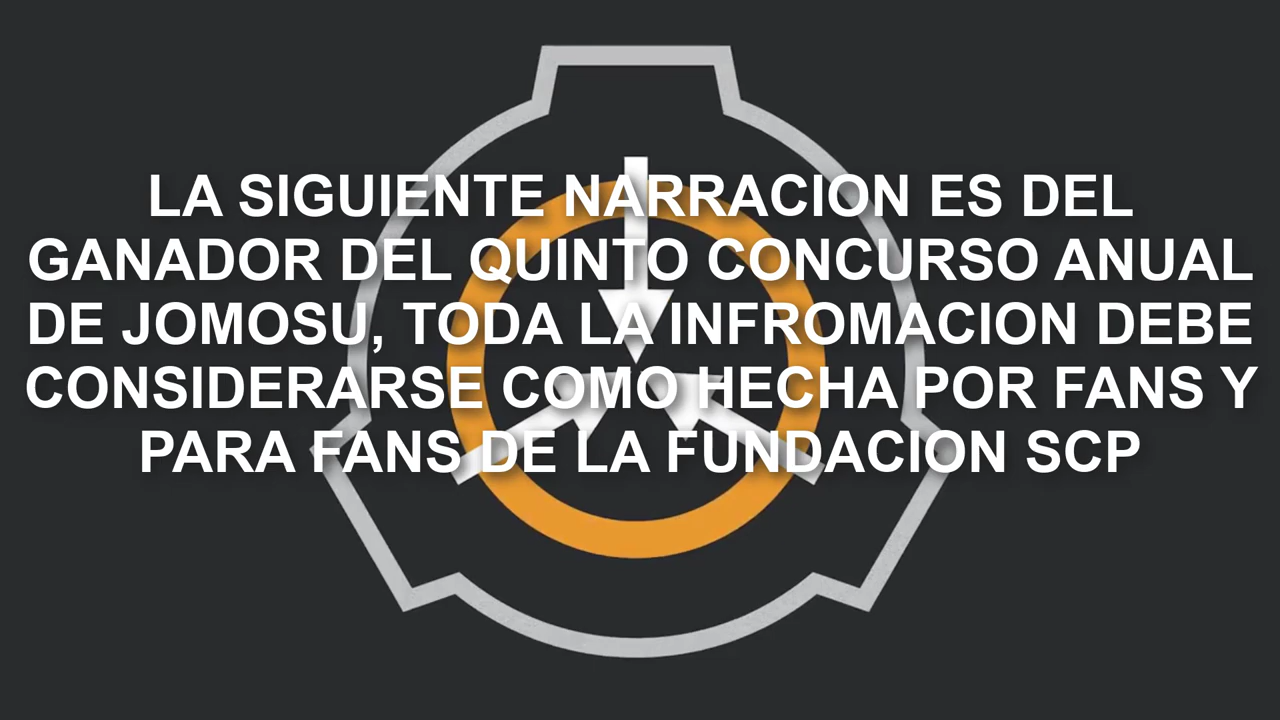 LA SIGUIENTE NARRACION ES DEL
GANADOR DEL QUINTO CONCURSO ANUAL
DE JOMOSU, TODA LA INFROMACION DEBE
CONSIDERARSE COMO HECHA POR FANS Y
PARA FANS DE LA FUNDACION SCP